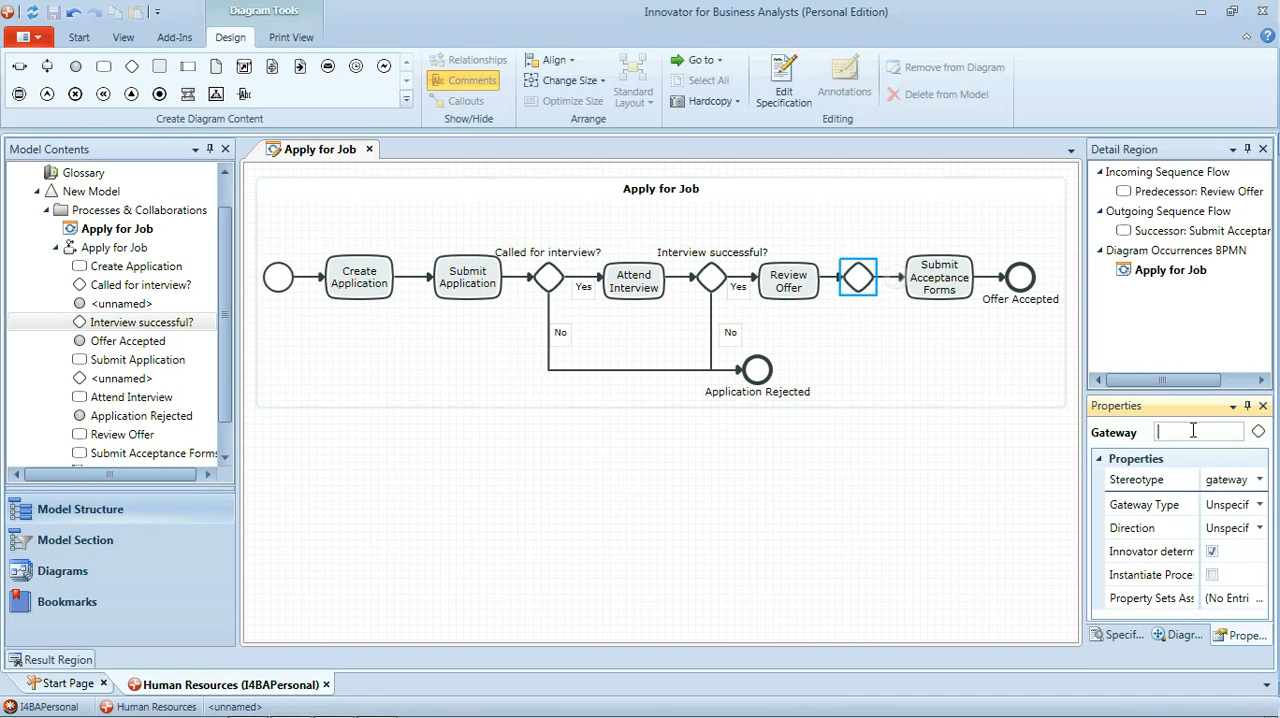 Diagram Tools
Innovator for Business Analysts (Personal Edition)
Start
View
Add-Ins
Design
Print View
Relationships
Comments
Callouts
Align
Change Size
Optimize Size
Standard
Layout
Go to
Select All
Hardcopy
Edit
Specification
Annotations
Remove from Diagram
Delete from Model
Create Diagram Content
Show/Hide
Arrange
Editing
Model Contents
Glossary
New Model
Processes & Collaborations
Apply for Job
Apply for Job
Create Application
Called for interview?
<unnamed>
Interview successful?
Offer Accepted
Submit Application
<unnamed>
Attend Interview
Application Rejected
Review Offer
Submit Acceptance Forms
Model Structure
Model Section
Diagrams
Bookmarks
Result Region
Apply for Job
Apply for Job
Called for interview?
Interview successful?
Create
Application
Submit
Application
Attend
Interview
Review
Offer
Submit
Acceptance
Forms
Yes
Yes
Offer Accepted
No
No
Application Rejected
Detail Region
Incoming Sequence Flow
Predecessor: Review Offer
Outgoing Sequence Flow
Successor: Submit Acceptar
Diagram Occurrences BPMN
Apply for Job
Properties
Gateway
Properties
Stereotype gateway
Gateway Type Unspecif
Direction Unspecif
Innovator determ
Instantiate Proce
Property Sets Ass (No Entri ...
Specif...
Diagr...
Prope...
Start Page
Human Resources (I4BAPersonal)
I4BAPersonal
Human Resources
<unnamed>